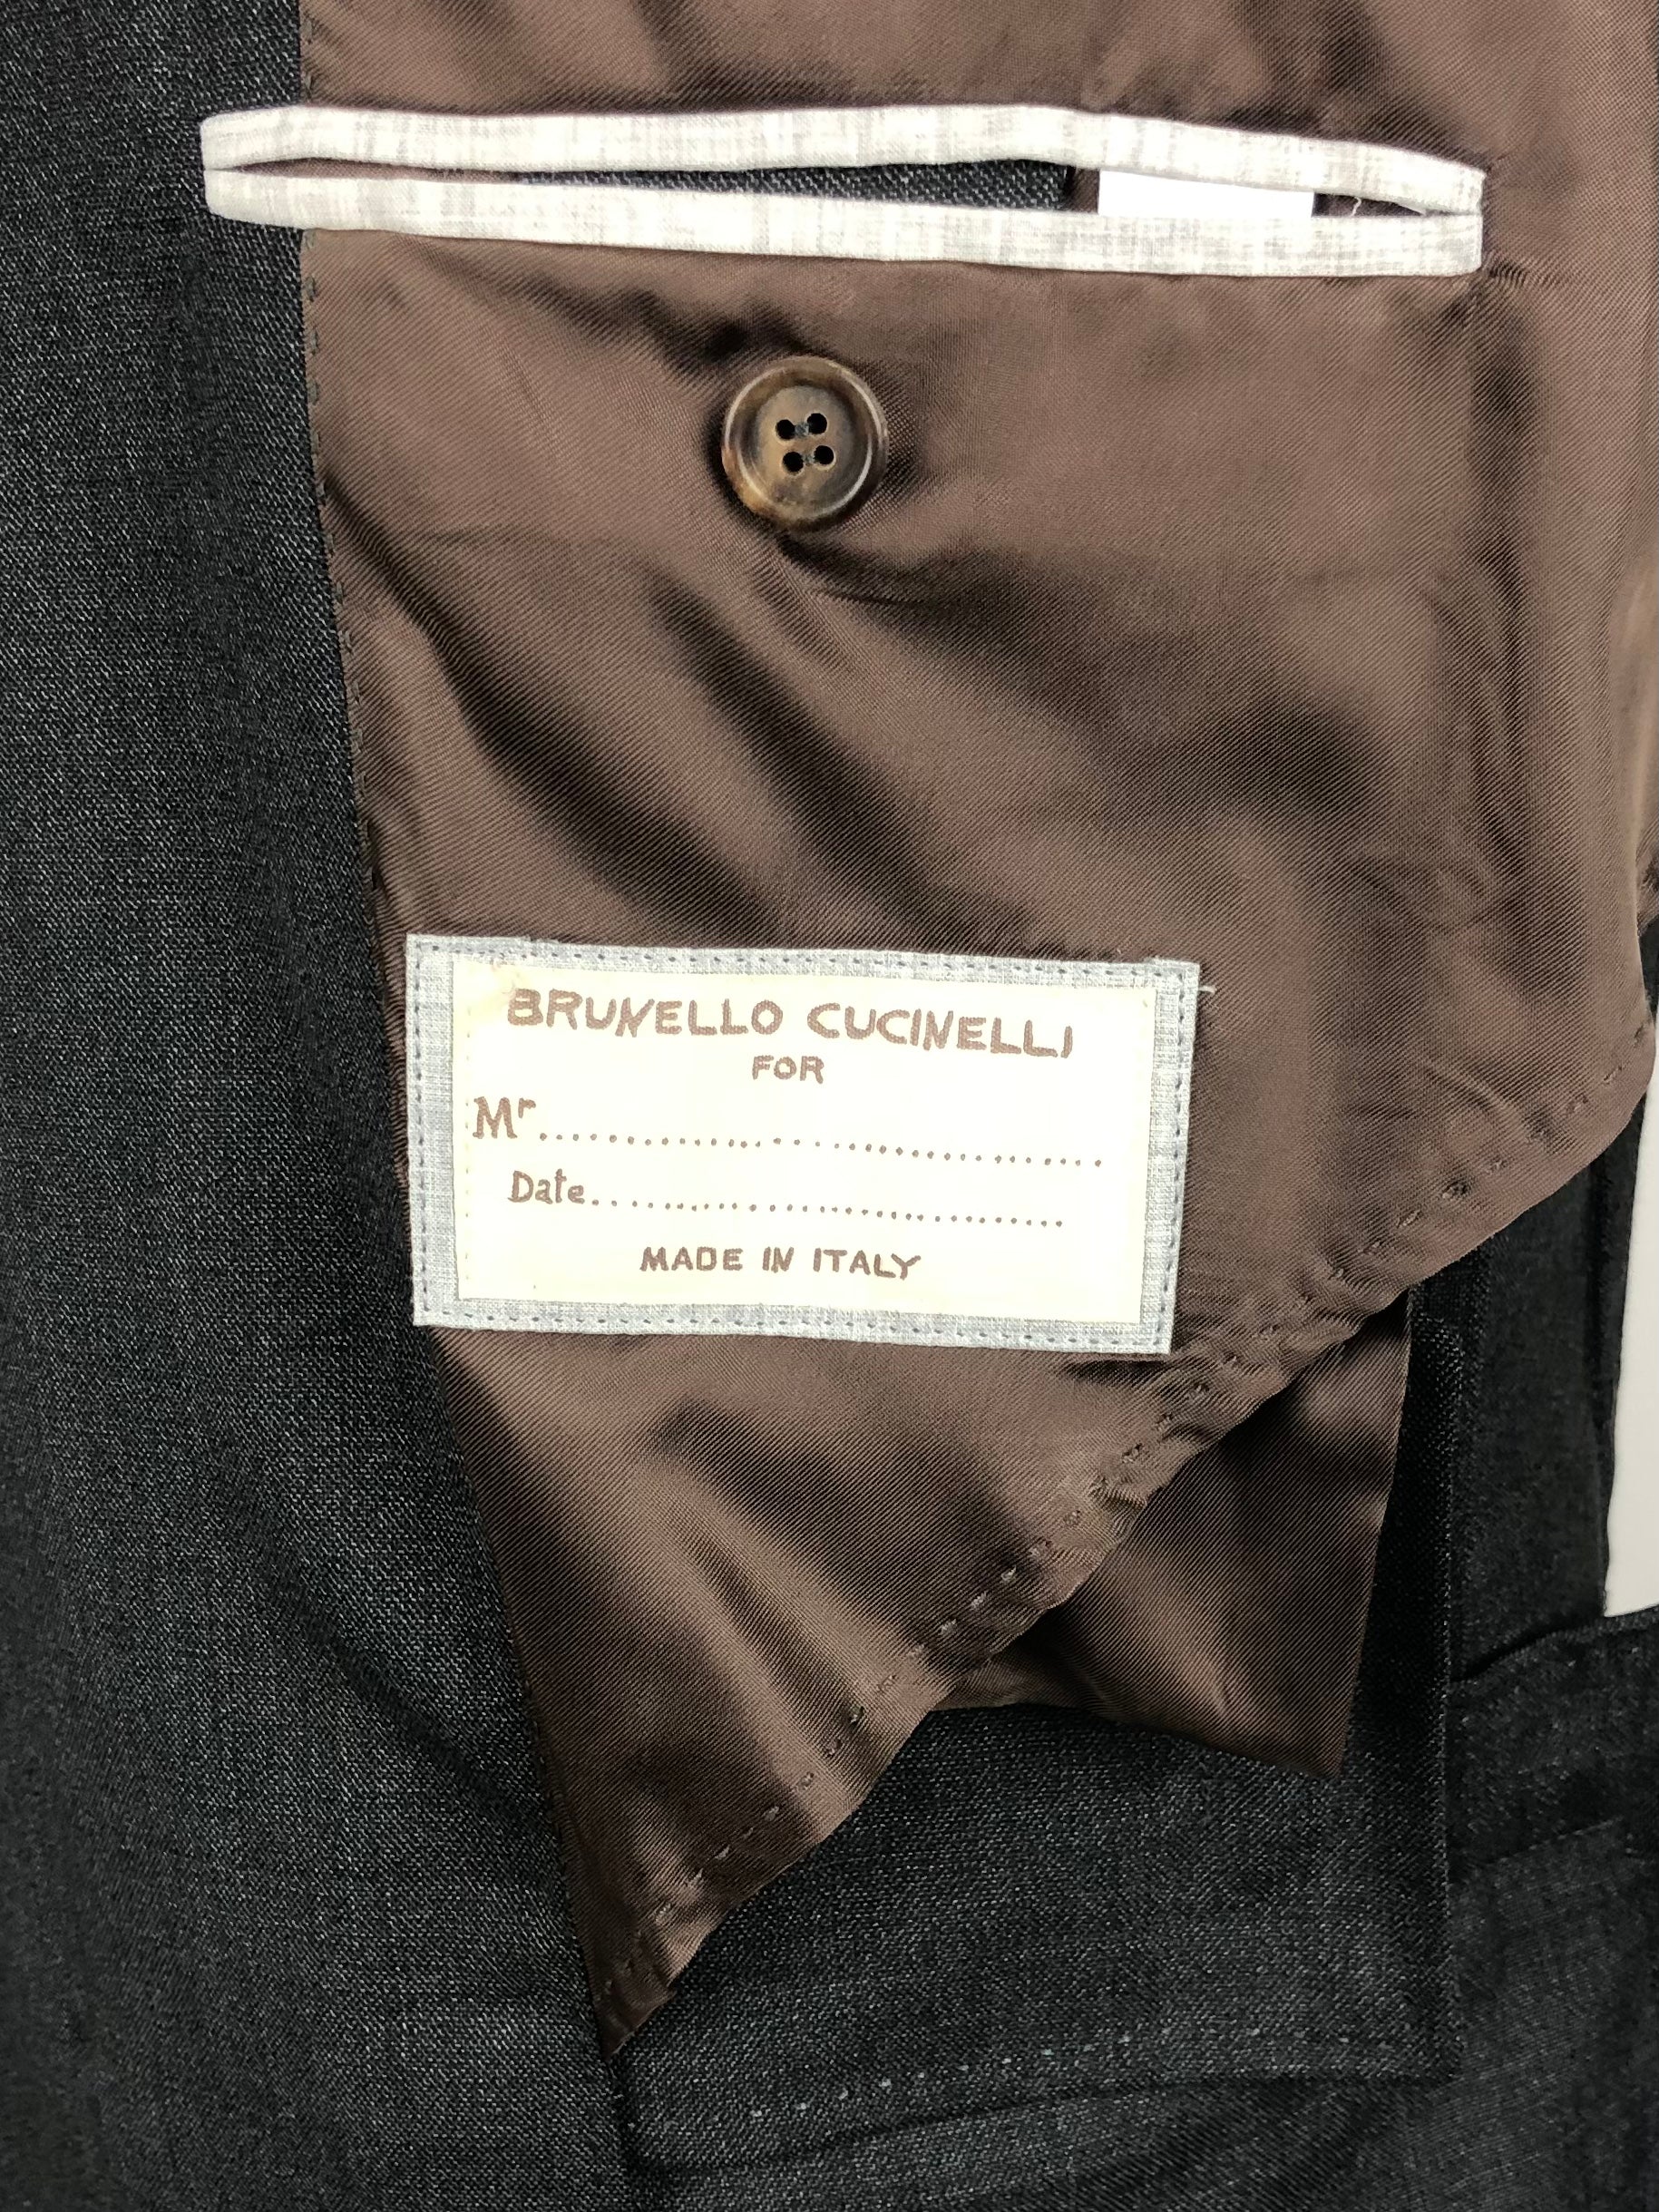 BRUNELLO CUCINELLI
FOR
Mr.......................................
Date.................................
MADE IN ITALY